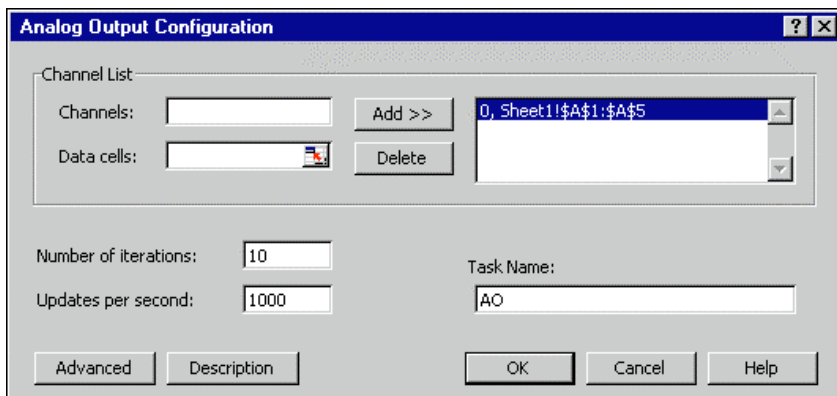 Analog Output Configuration
Channel List
Channels:
Add >>
0, Sheet1!$A$1:$A$5
Data cells:
Delete
Number of iterations:
10
Task Name:
Updates per second:
1000
AO
Advanced
Description
OK
Cancel
Help